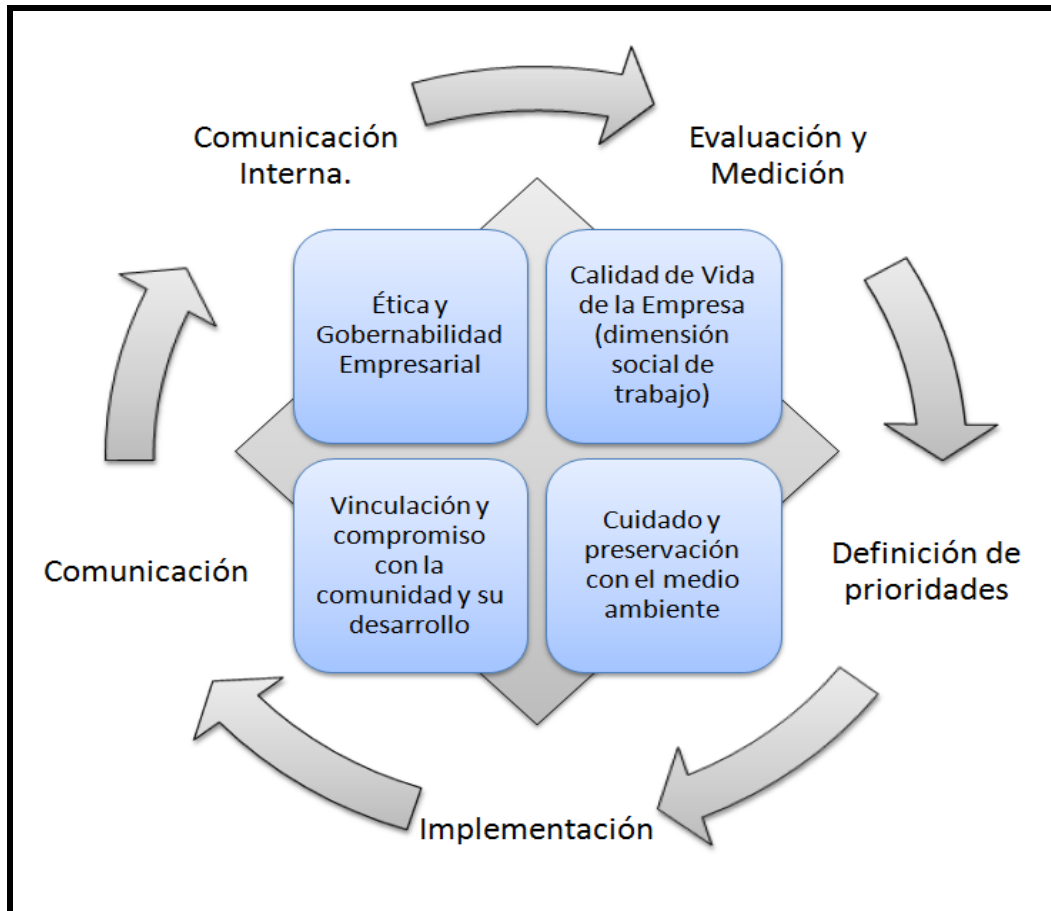 Comunicación
Interna.
Evaluación y
Medición
Ética y
Gobernabilidad
Empresarial
Calidad de Vida
de la Empresa
(dimensión
social de
trabajo)
Vinculación y
compromiso
con la
comunidad y su
desarrollo
Cuidado y
preservación
con el medio
ambiente
Comunicación
Definición de
prioridades
Implementación